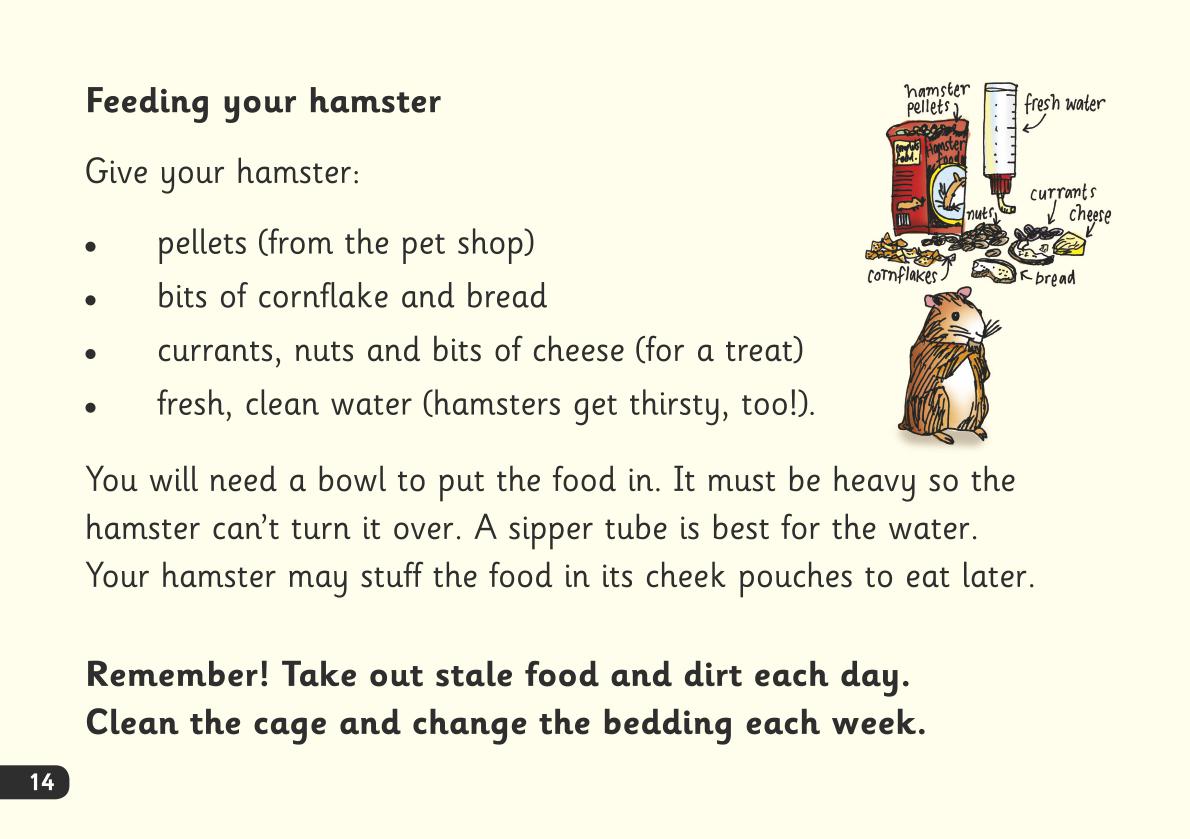 Feeding your hamster
Give your hamster:
• pellets (from the pet shop)
• bits of cornflake and bread
• currants, nuts and bits of cheese (for a treat)
• fresh, clean water (hamsters get thirsty, too!).
hamster
pellets
fresh water
complete
food.
Hamster
food
nuts
currants
cheese
cornflakes
bread
You will need a bowl to put the food in. It must be heavy so the
hamster can’t turn it over. A sipper tube is best for the water.
Your hamster may stuff the food in its cheek pouches to eat later.
Remember! Take out stale food and dirt each day.
Clean the cage and change the bedding each week.
14